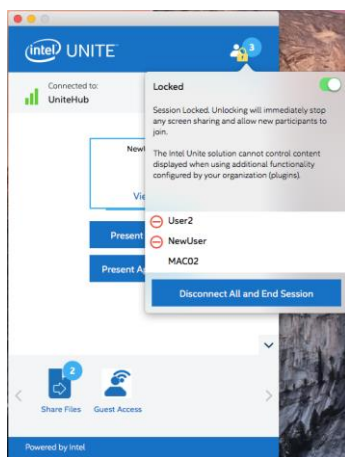 intel UNITE
3
Connected to:
UniteHub
Locked
Session Locked. Unlocking will immediately stop
any screen sharing and allow new participants to
join.
The Intel Unite solution cannot control content
displayed when using additional functionality
configured by your organization (plugins).
User2
NewUser
MAC02
Disconnect All and End Session
Present
2
Share Files
Guest Access
Powered by Intel